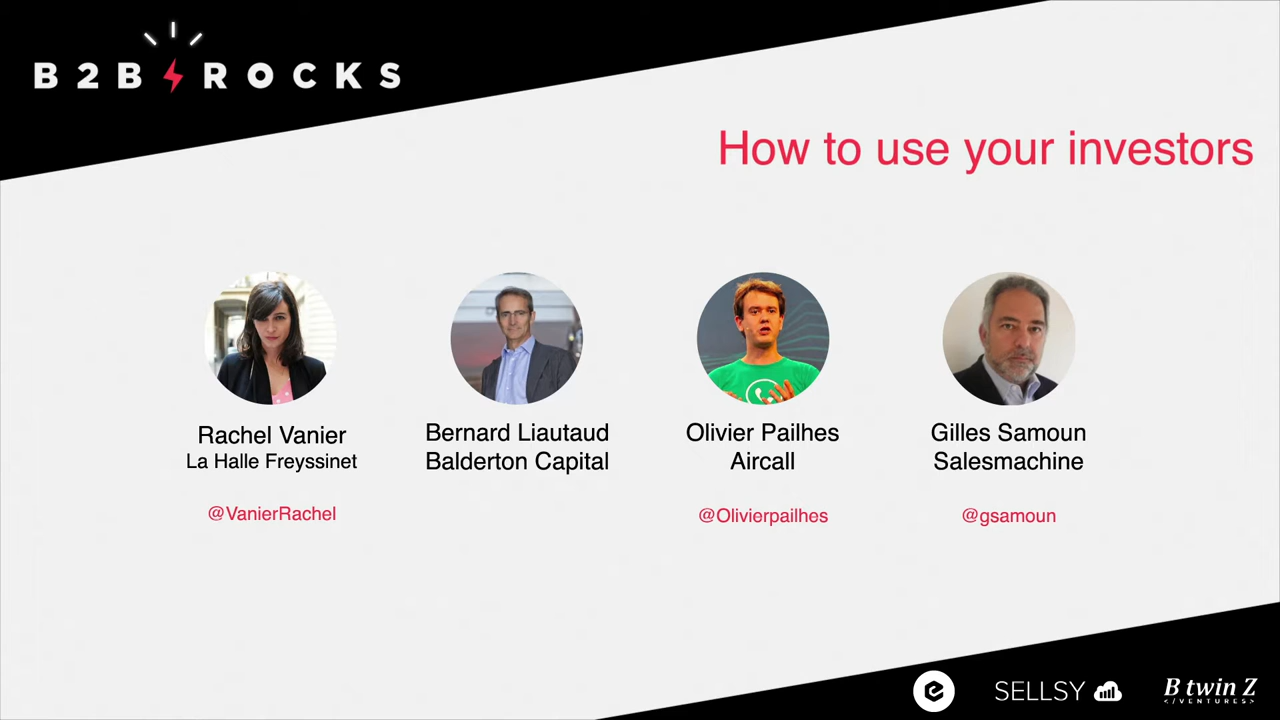 B2B ROCKS
How to use your investors
Rachel Vanier
La Halle Freyssinet
@VanierRachel
Bernard Liautaud
Balderton Capital
Olivier Pailhes
Aircall
@Olivierpailhes
Gilles Samoun
Salesmachine
@gsamoun
e
SELLSY
B twin Z
</VENTURES>